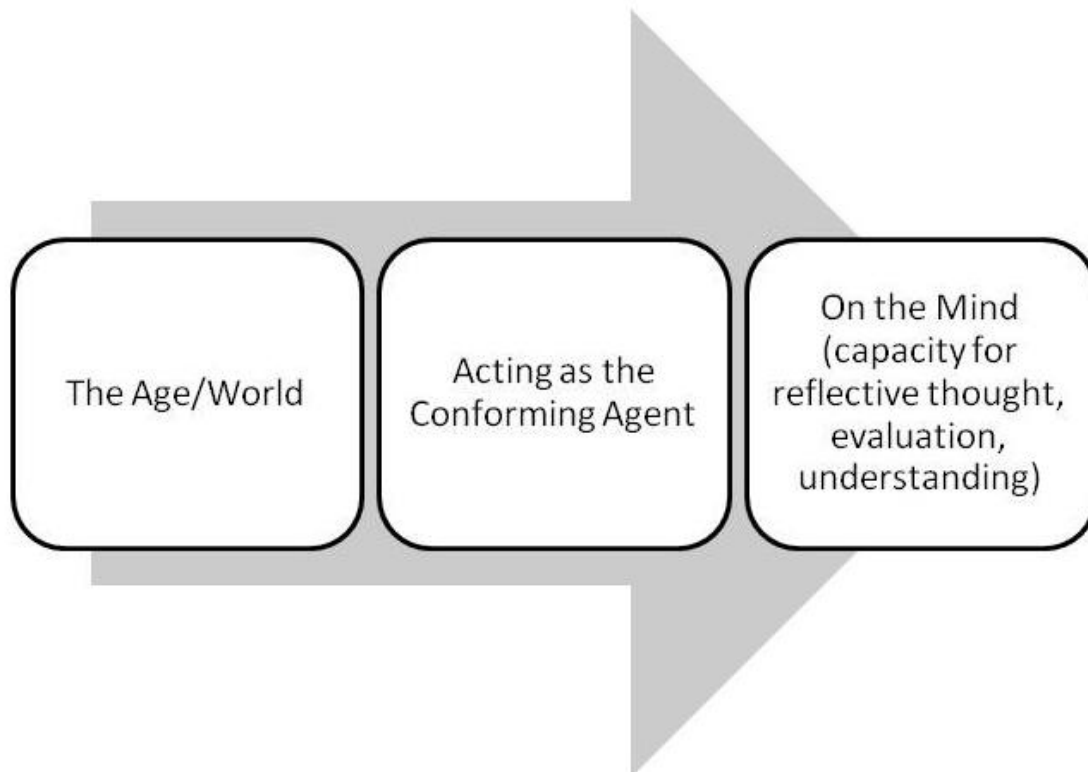 The Age/World
Acting as the
Conforming Agent
On the Mind
(capacity for
reflective thought,
evaluation,
understanding)